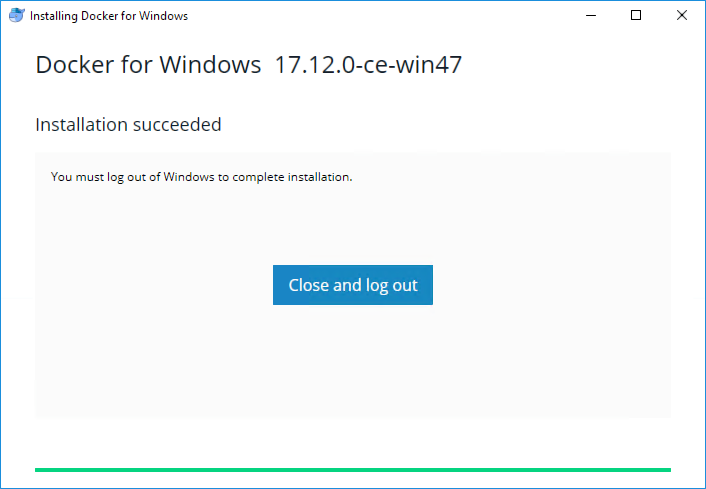 Installing Docker for Windows
Docker for Windows  17.12.0-ce-win47
Installation succeeded
You must log out of Windows to complete installation.
Close and log out